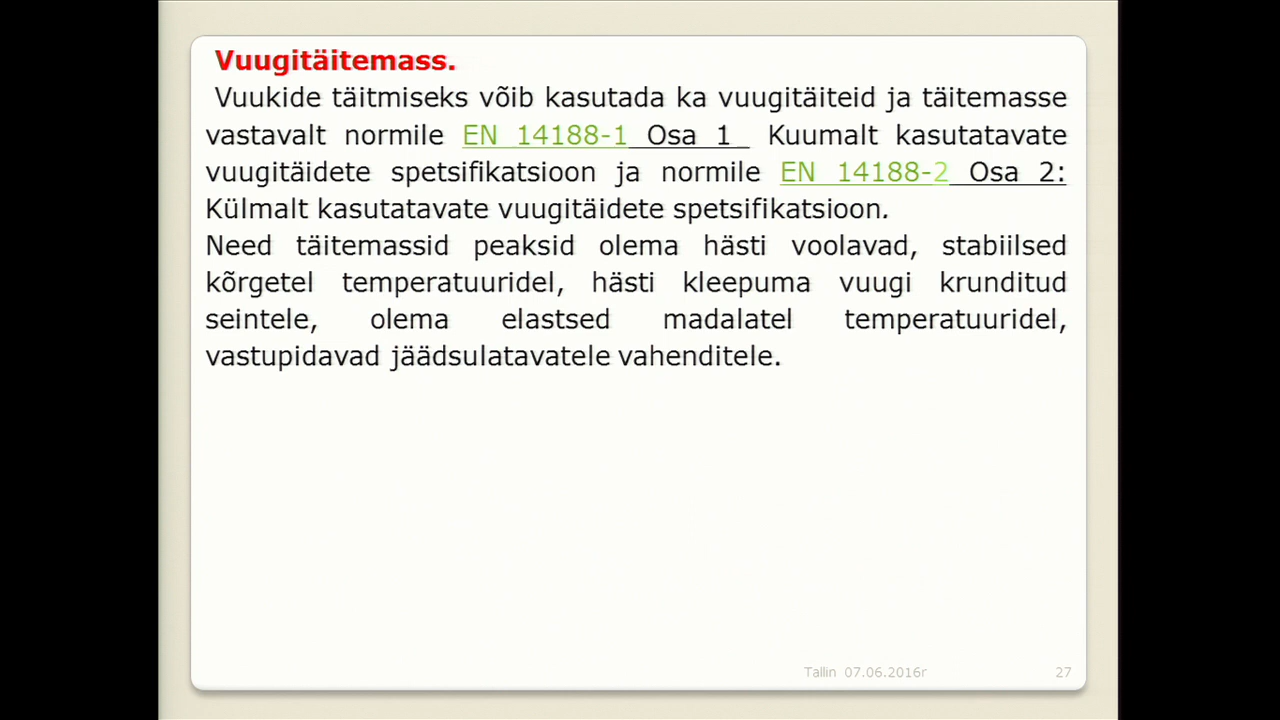 Vuugitäitemass.
Vuukide täitmiseks võib kasutada ka vuugitäiteid ja täitemasse
vastavalt normile EN 14188-1 Osa 1 Kuumalt kasutatavate
vuugitäidete spetsifikatsioon ja normile EN 14188-2 Osa 2:
Külmalt kasutatavate vuugitäidete spetsifikatsioon.
Need täitemassid peaksid olema hästi voolavad, stabiilsed
kõrgetel temperatuuridel, hästi kleepuma vuugi krunditud
seintele, olema elastsed madalatel temperatuuridel,
vastupidavad jäädsulatavatele vahenditele.
Tallin 07.06.2016r 27